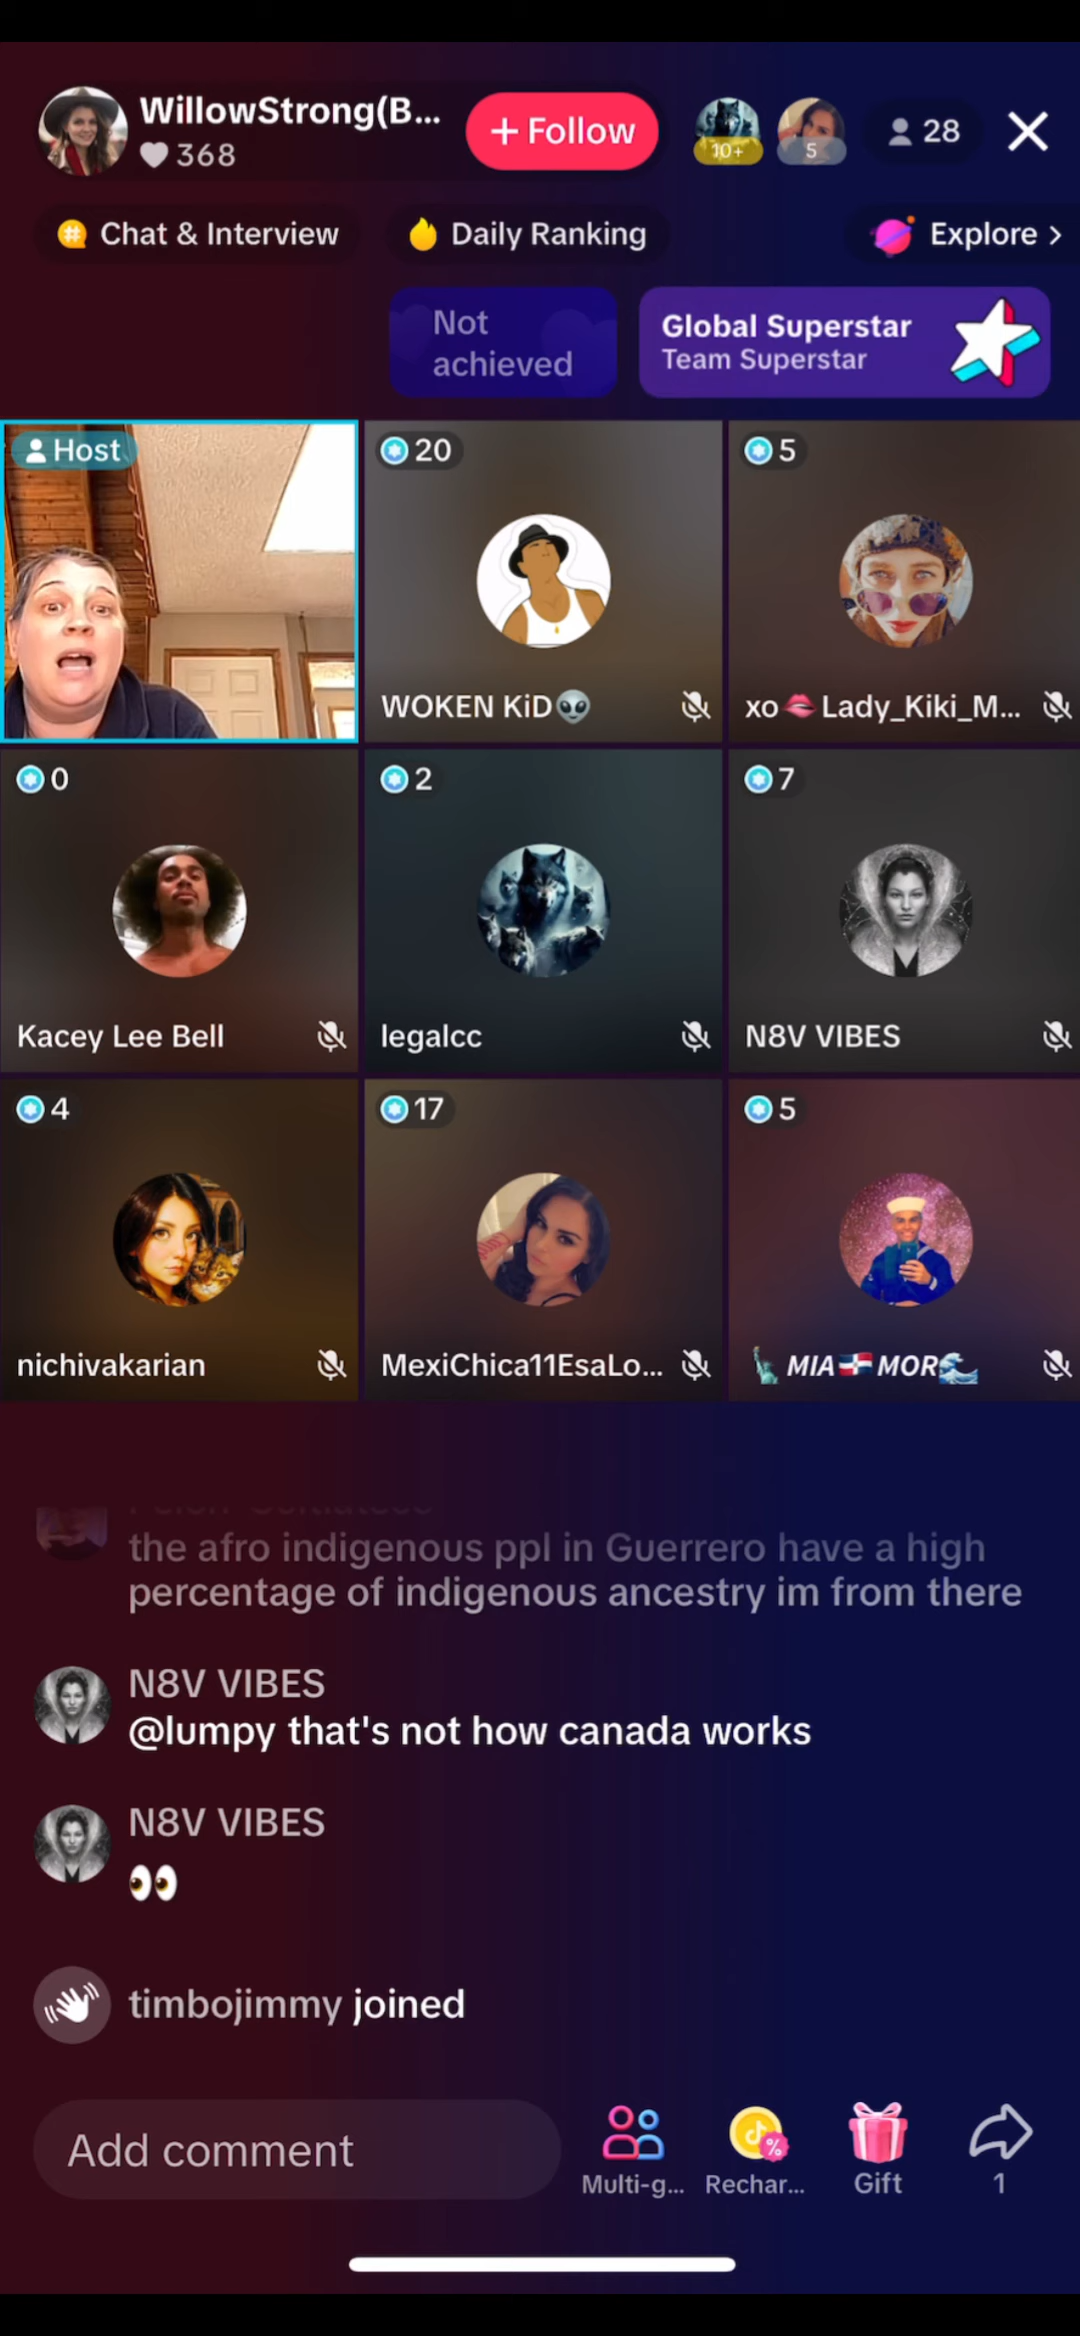 WillowStrong(B...
368
+ Follow
10+
5
28
Chat & Interview
Daily Ranking
Explore >
Not
achieved
Global Superstar
Team Superstar
Host
20
WOKEN KiD👽
5
xo💋Lady_Kiki_M...
0
Kacey Lee Bell
2
legalcc
7
N8V VIBES
4
nichivakarian
17
MexiChica11EsaLo...
5
🗽 MIA🇩🇴MOR🌊
the afro indigenous ppl in Guerrero have a high
percentage of indigenous ancestry im from there
N8V VIBES
@lumpy that's not how canada works
N8V VIBES
👀
timbojimmy joined
Add comment
Multi-g...
Rechar...
Gift
1